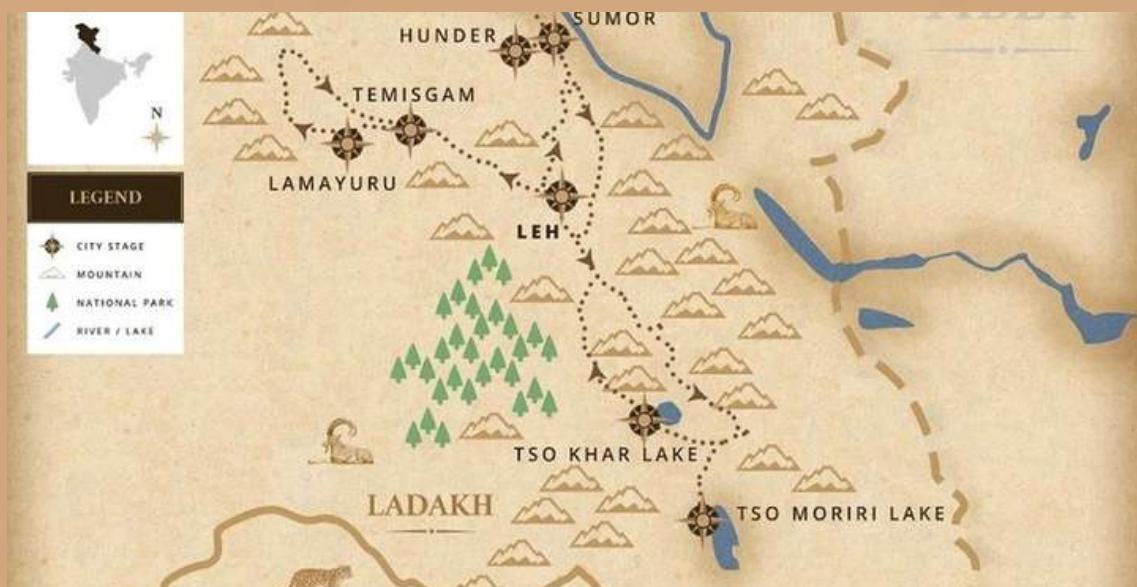 SUMOR
HUNDER
TEMISGAM
N
LAMAYURU
LEGEND
LEH
CITY STAGE
MOUNTAIN
NATIONAL PARK
RIVER / LAKE
TSO KHAR LAKE
LADAKH
TSO MORIRI LAKE